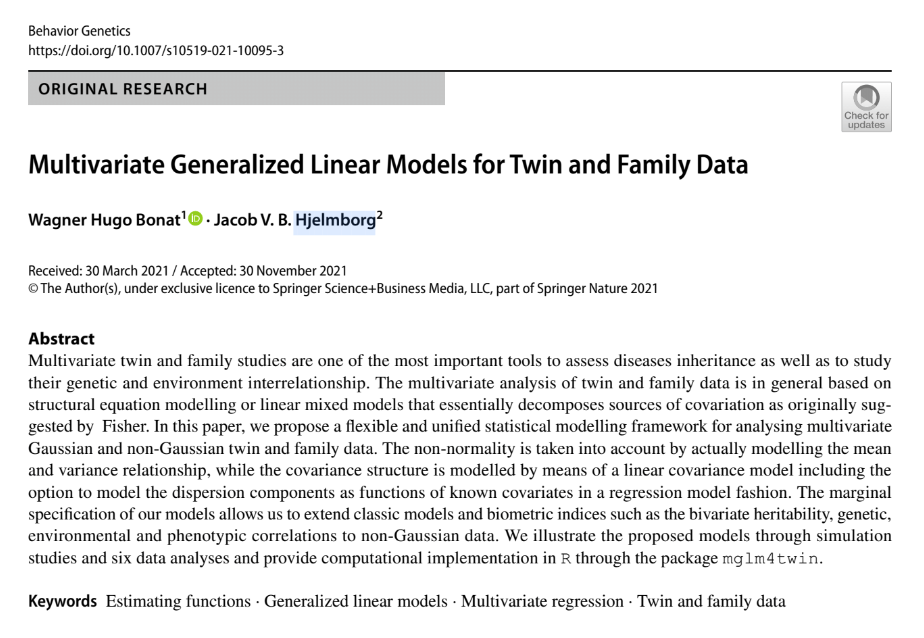 Behavior Genetics
https://doi.org/10.1007/s10519-021-10095-3
ORIGINAL RESEARCH
Check for
updates
Multivariate Generalized Linear Models for Twin and Family Data
Wagner Hugo Bonat¹ iD · Jacob V. B. Hjelmborg²
Received: 30 March 2021 / Accepted: 30 November 2021
© The Author(s), under exclusive licence to Springer Science+Business Media, LLC, part of Springer Nature 2021
Abstract
Multivariate twin and family studies are one of the most important tools to assess diseases inheritance as well as to study
their genetic and environment interrelationship. The multivariate analysis of twin and family data is in general based on
structural equation modelling or linear mixed models that essentially decomposes sources of covariation as originally sug-
gested by Fisher. In this paper, we propose a flexible and unified statistical modelling framework for analysing multivariate
Gaussian and non-Gaussian twin and family data. The non-normality is taken into account by actually modelling the mean
and variance relationship, while the covariance structure is modelled by means of a linear covariance model including the
option to model the dispersion components as functions of known covariates in a regression model fashion. The marginal
specification of our models allows us to extend classic models and biometric indices such as the bivariate heritability, genetic,
environmental and phenotypic correlations to non-Gaussian data. We illustrate the proposed models through simulation
studies and six data analyses and provide computational implementation in R through the package mglm4twin.
Keywords Estimating functions · Generalized linear models · Multivariate regression · Twin and family data